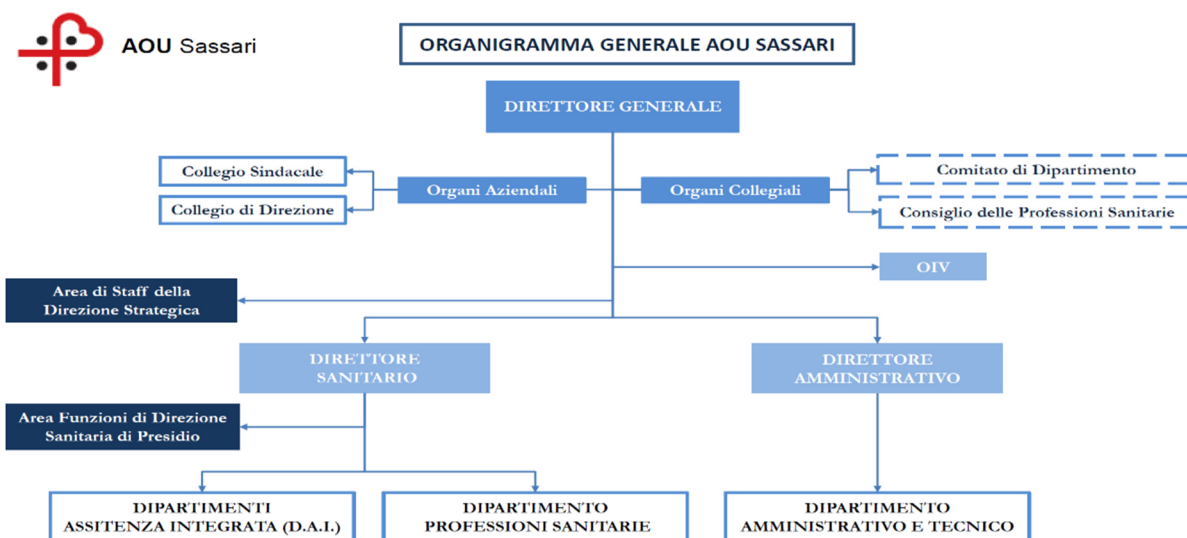 AOU Sassari
ORGANIGRAMMA GENERALE AOU SASSARI
DIRETTORE GENERALE
Collegio Sindacale
Collegio di Direzione
Organi Aziendali
Organi Collegiali
Comitato di Dipartimento
Consiglio delle Professioni Sanitarie
OIV
Area di Staff della
Direzione Strategica
DIRETTORE
SANITARIO
DIRETTORE
AMMINISTRATIVO
Area Funzioni di Direzione
Sanitaria di Presidio
DIPARTIMENTI
ASSITENZA INTEGRATA (D.A.I.)
DIPARTIMENTO
PROFESSIONI SANITARIE
DIPARTIMENTO
AMMINISTRATIVO E TECNICO